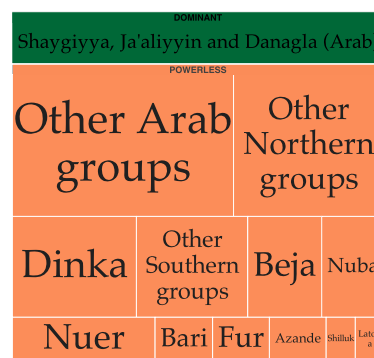 DOMINANT
Shaygiyya, Ja'aliyyin and Danagla (Arab
POWERLESS
Other Arab
groups
Other
Northern
groups
Dinka
Other
Southern
groups
Beja
Nuba
Nuer
Bari
Fur
Azande
Shilluk